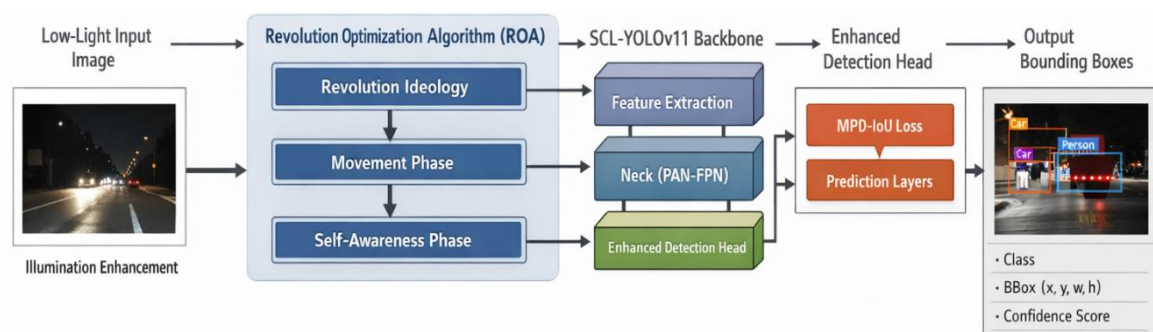 Low-Light Input
Image
Revolution Optimization Algorithm (ROA)
SCL-YOLOv11 Backbone
Enhanced
Detection Head
Output
Bounding Boxes
Revolution Ideology
Movement Phase
Self-Awareness Phase
Feature Extraction
Neck (PAN-FPN)
Enhanced Detection Head
MPD-IoU Loss
Prediction Layers
Car
Car
Person
Illumination Enhancement
• Class
• BBox (x, y, w, h)
• Confidence Score